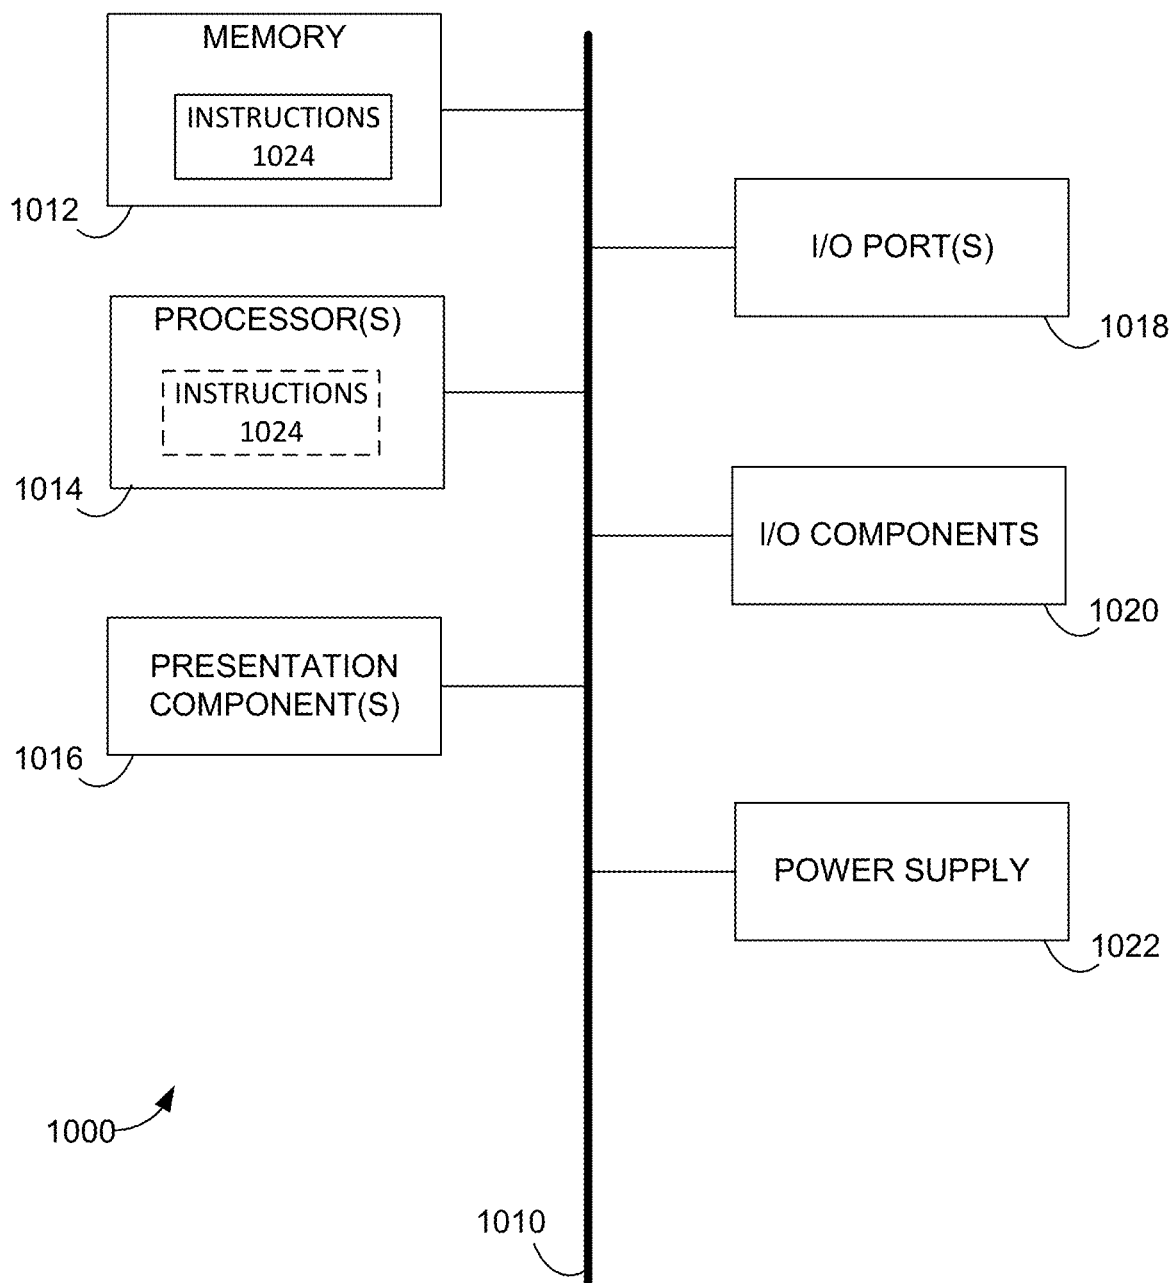 MEMORY
INSTRUCTIONS
1024
1012
I/O PORT(S)
1018
PROCESSOR(S)
INSTRUCTIONS
1024
1014
I/O COMPONENTS
1020
PRESENTATION
COMPONENT(S)
1016
POWER SUPPLY
1022
1000
1010